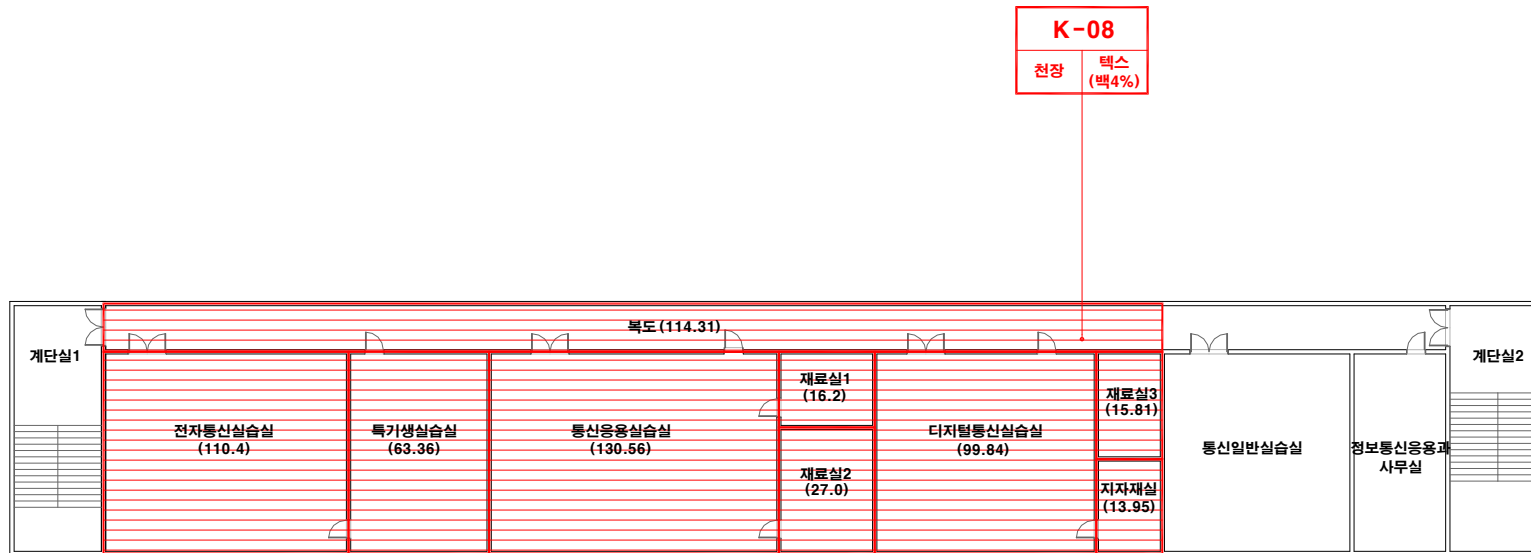 K-08
천장
텍스
(백4%)
복도(114.31)
계단실1
계단실2
전자통신실습실
(110.4)
특기생실습실
(63.36)
통신응용실습실
(130.56)
재료실1
(16.2)
재료실2
(27.0)
디지털통신실습실
(99.84)
재료실3
(15.81)
지자재실
(13.95)
통신일반실습실
정보통신응용과
사무실